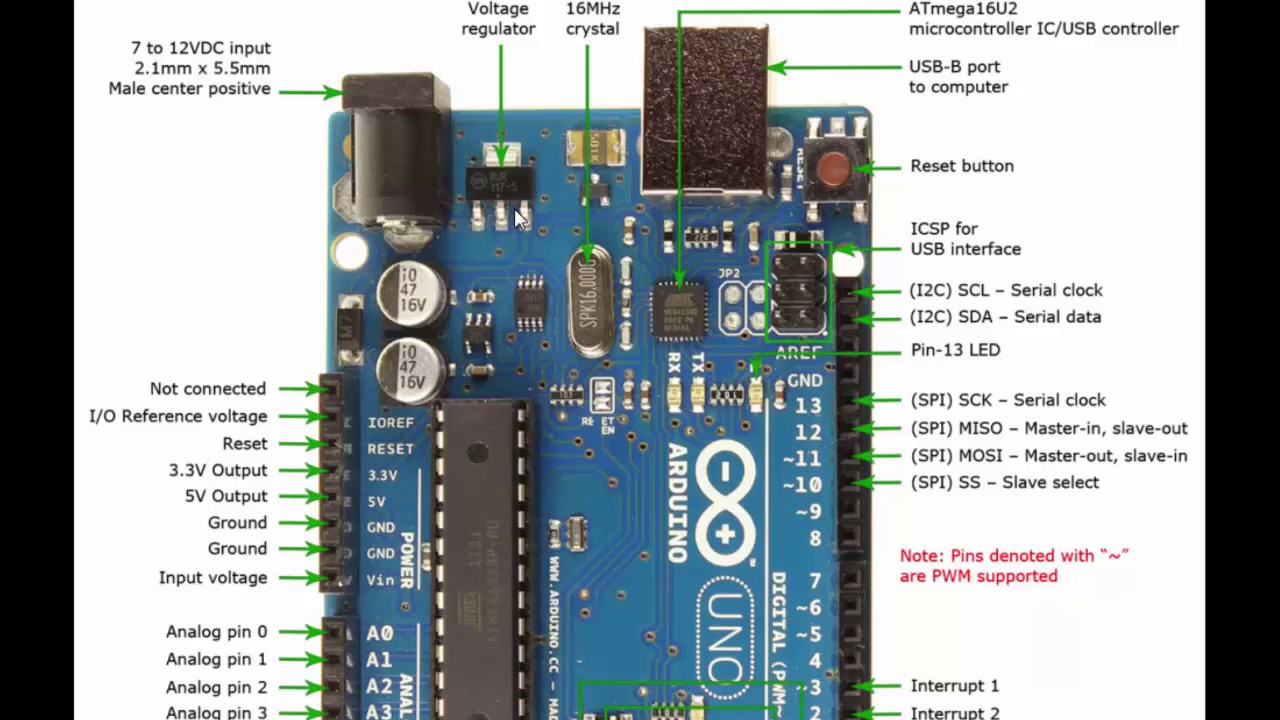 Voltage
regulator
16MHz
crystal
ATmega16U2
microcontroller IC/USB controller
7 to 12VDC input
2.1mm x 5.5mm
Male center positive
USB-B port
to computer
Reset button
ICSP for
USB interface
(I2C) SCL – Serial clock
(I2C) SDA – Serial data
Pin-13 LED
(SPI) SCK – Serial clock
(SPI) MISO – Master-in, slave-out
(SPI) MOSI – Master-out, slave-in
(SPI) SS – Slave select
Note: Pins denoted with “~”
are PWM supported
Interrupt 1
Interrupt 2
Not connected
I/O Reference voltage
Reset
3.3V Output
5V Output
Ground
Ground
Input voltage
Analog pin 0
Analog pin 1
Analog pin 2
Analog pin 3
501K
RESET
SPK16.000G
JP2
47
16V
47
16V
RX
TX
AREF
GND
13
12
~11
~10
~9
8
7
~6
~5
4
~3
2
IOREF
RESET
3.3V
5V
GND
GND
Vin
POWER
A0
A1
A2
A3
ANAL
ARDUINO
UNO
WWW.ARDUINO.CC – MAD
DIGITAL (PWM~